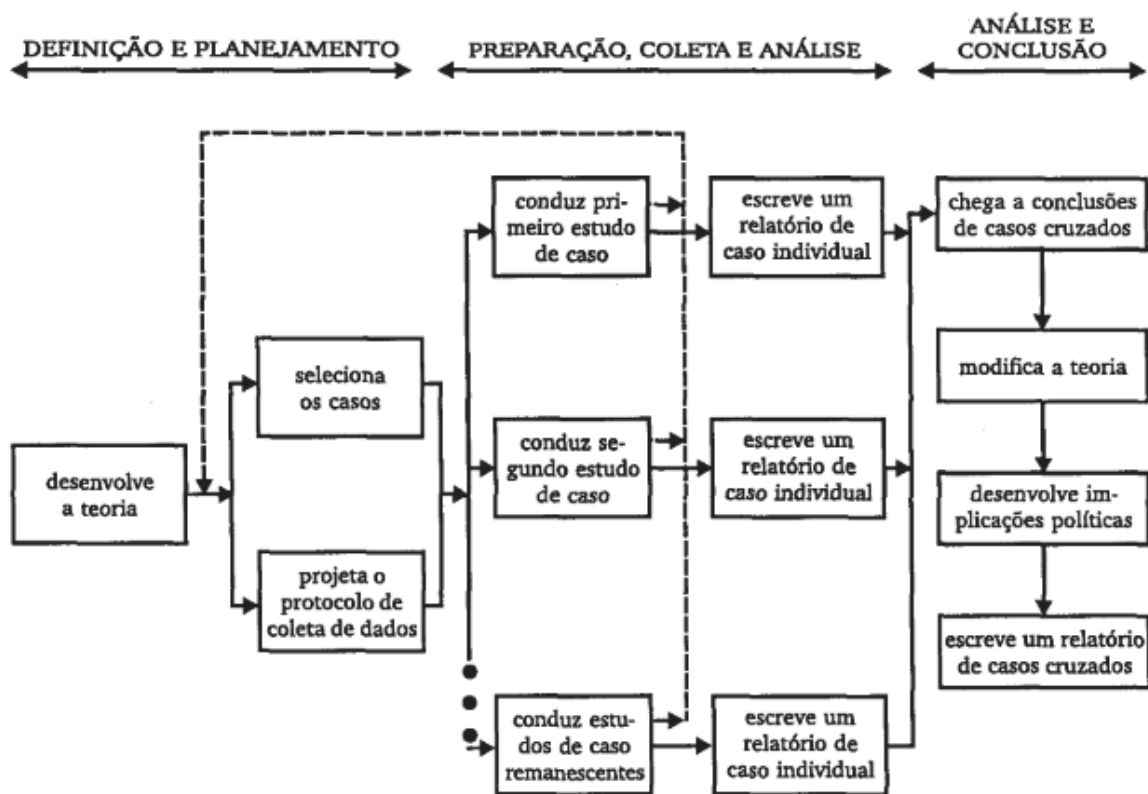 DEFINIÇÃO E PLANEJAMENTO
PREPARAÇÃO, COLETA E ANÁLISE
ANÁLISE E
CONCLUSÃO
desenvolve
a teoria
seleciona
os casos
projeta o
protocolo de
coleta de dados
conduz pri-
meiro estudo
de caso
escreve um
relatório de
caso individual
conduz se-
gundo estudo
de caso
escreve um
relatório de
caso individual
conduz estu-
dos de caso
remanescentes
escreve um
relatório de
caso individual
chega a conclusões
de casos cruzados
modifica a teoria
desenvolve im-
plicações políticas
escreve um relatório
de casos cruzados